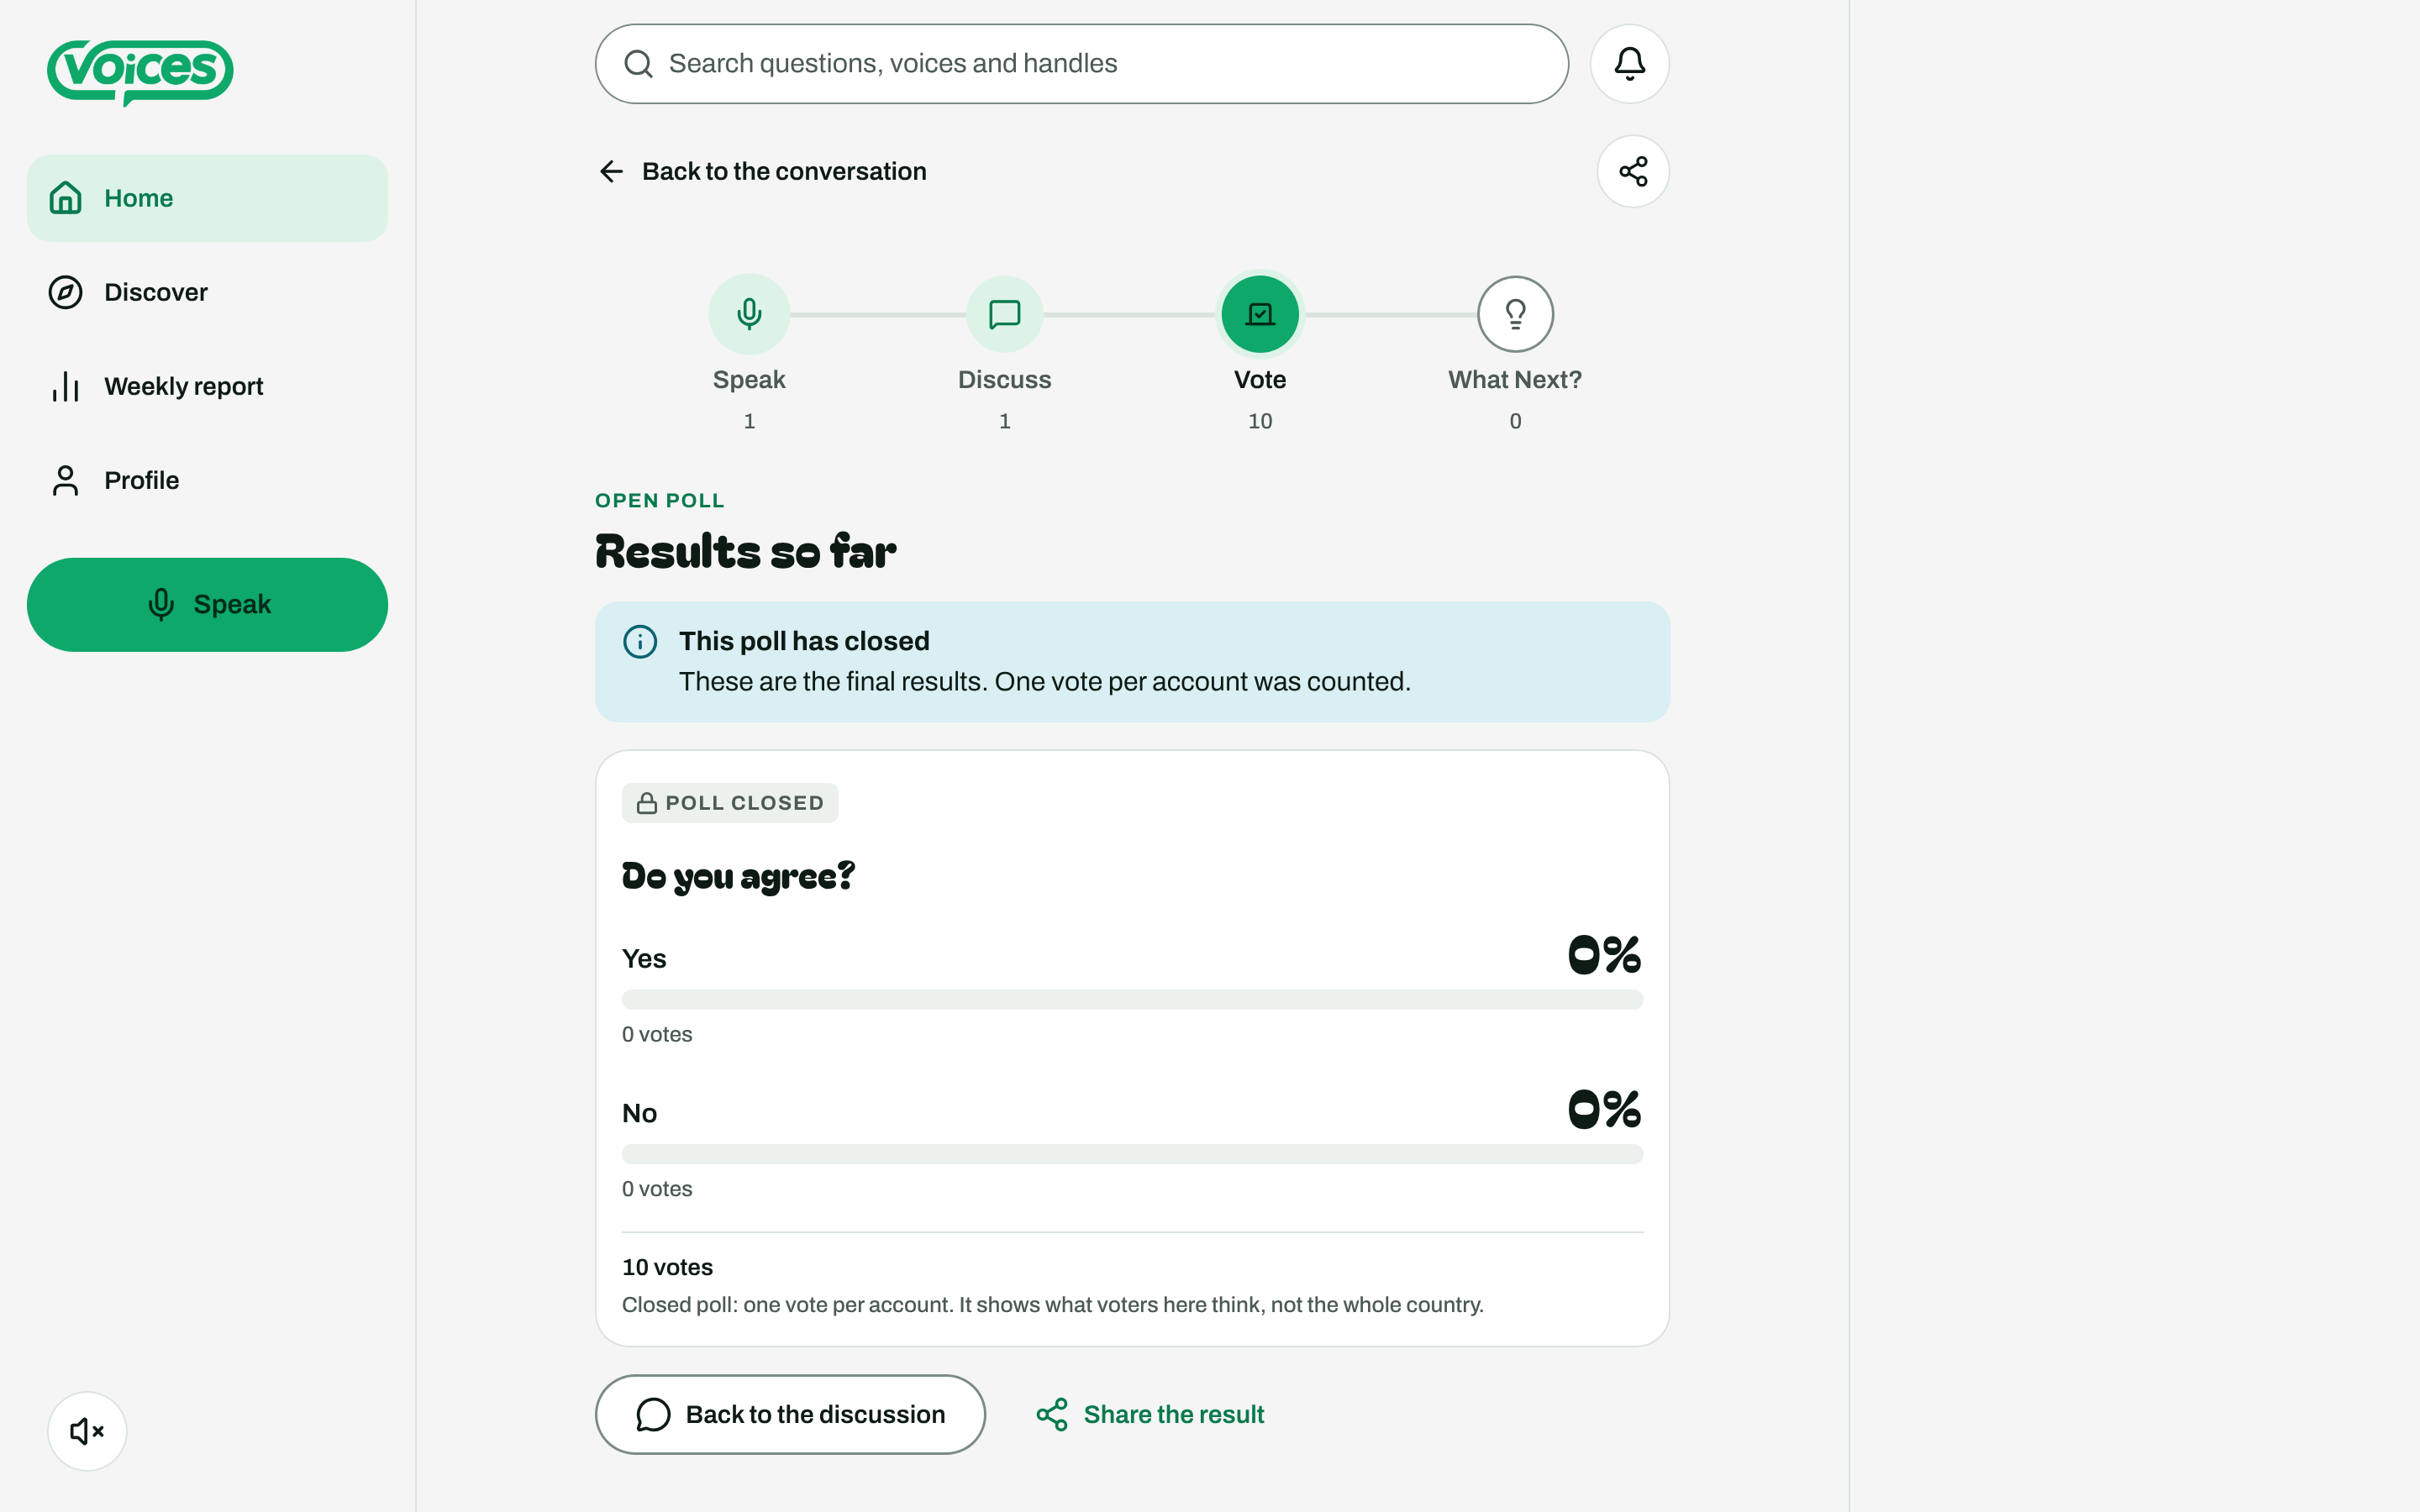 voices
Search questions, voices and handles
Home
Discover
Weekly report
Profile
Speak
Back to the conversation
Speak
1
Discuss
1
Vote
10
What Next?
0
OPEN POLL
Results so far
This poll has closed
These are the final results. One vote per account was counted.
POLL CLOSED
Do you agree?
Yes
0%
0 votes
No
0%
0 votes
10 votes
Closed poll: one vote per account. It shows what voters here think, not the whole country.
Back to the discussion
Share the result